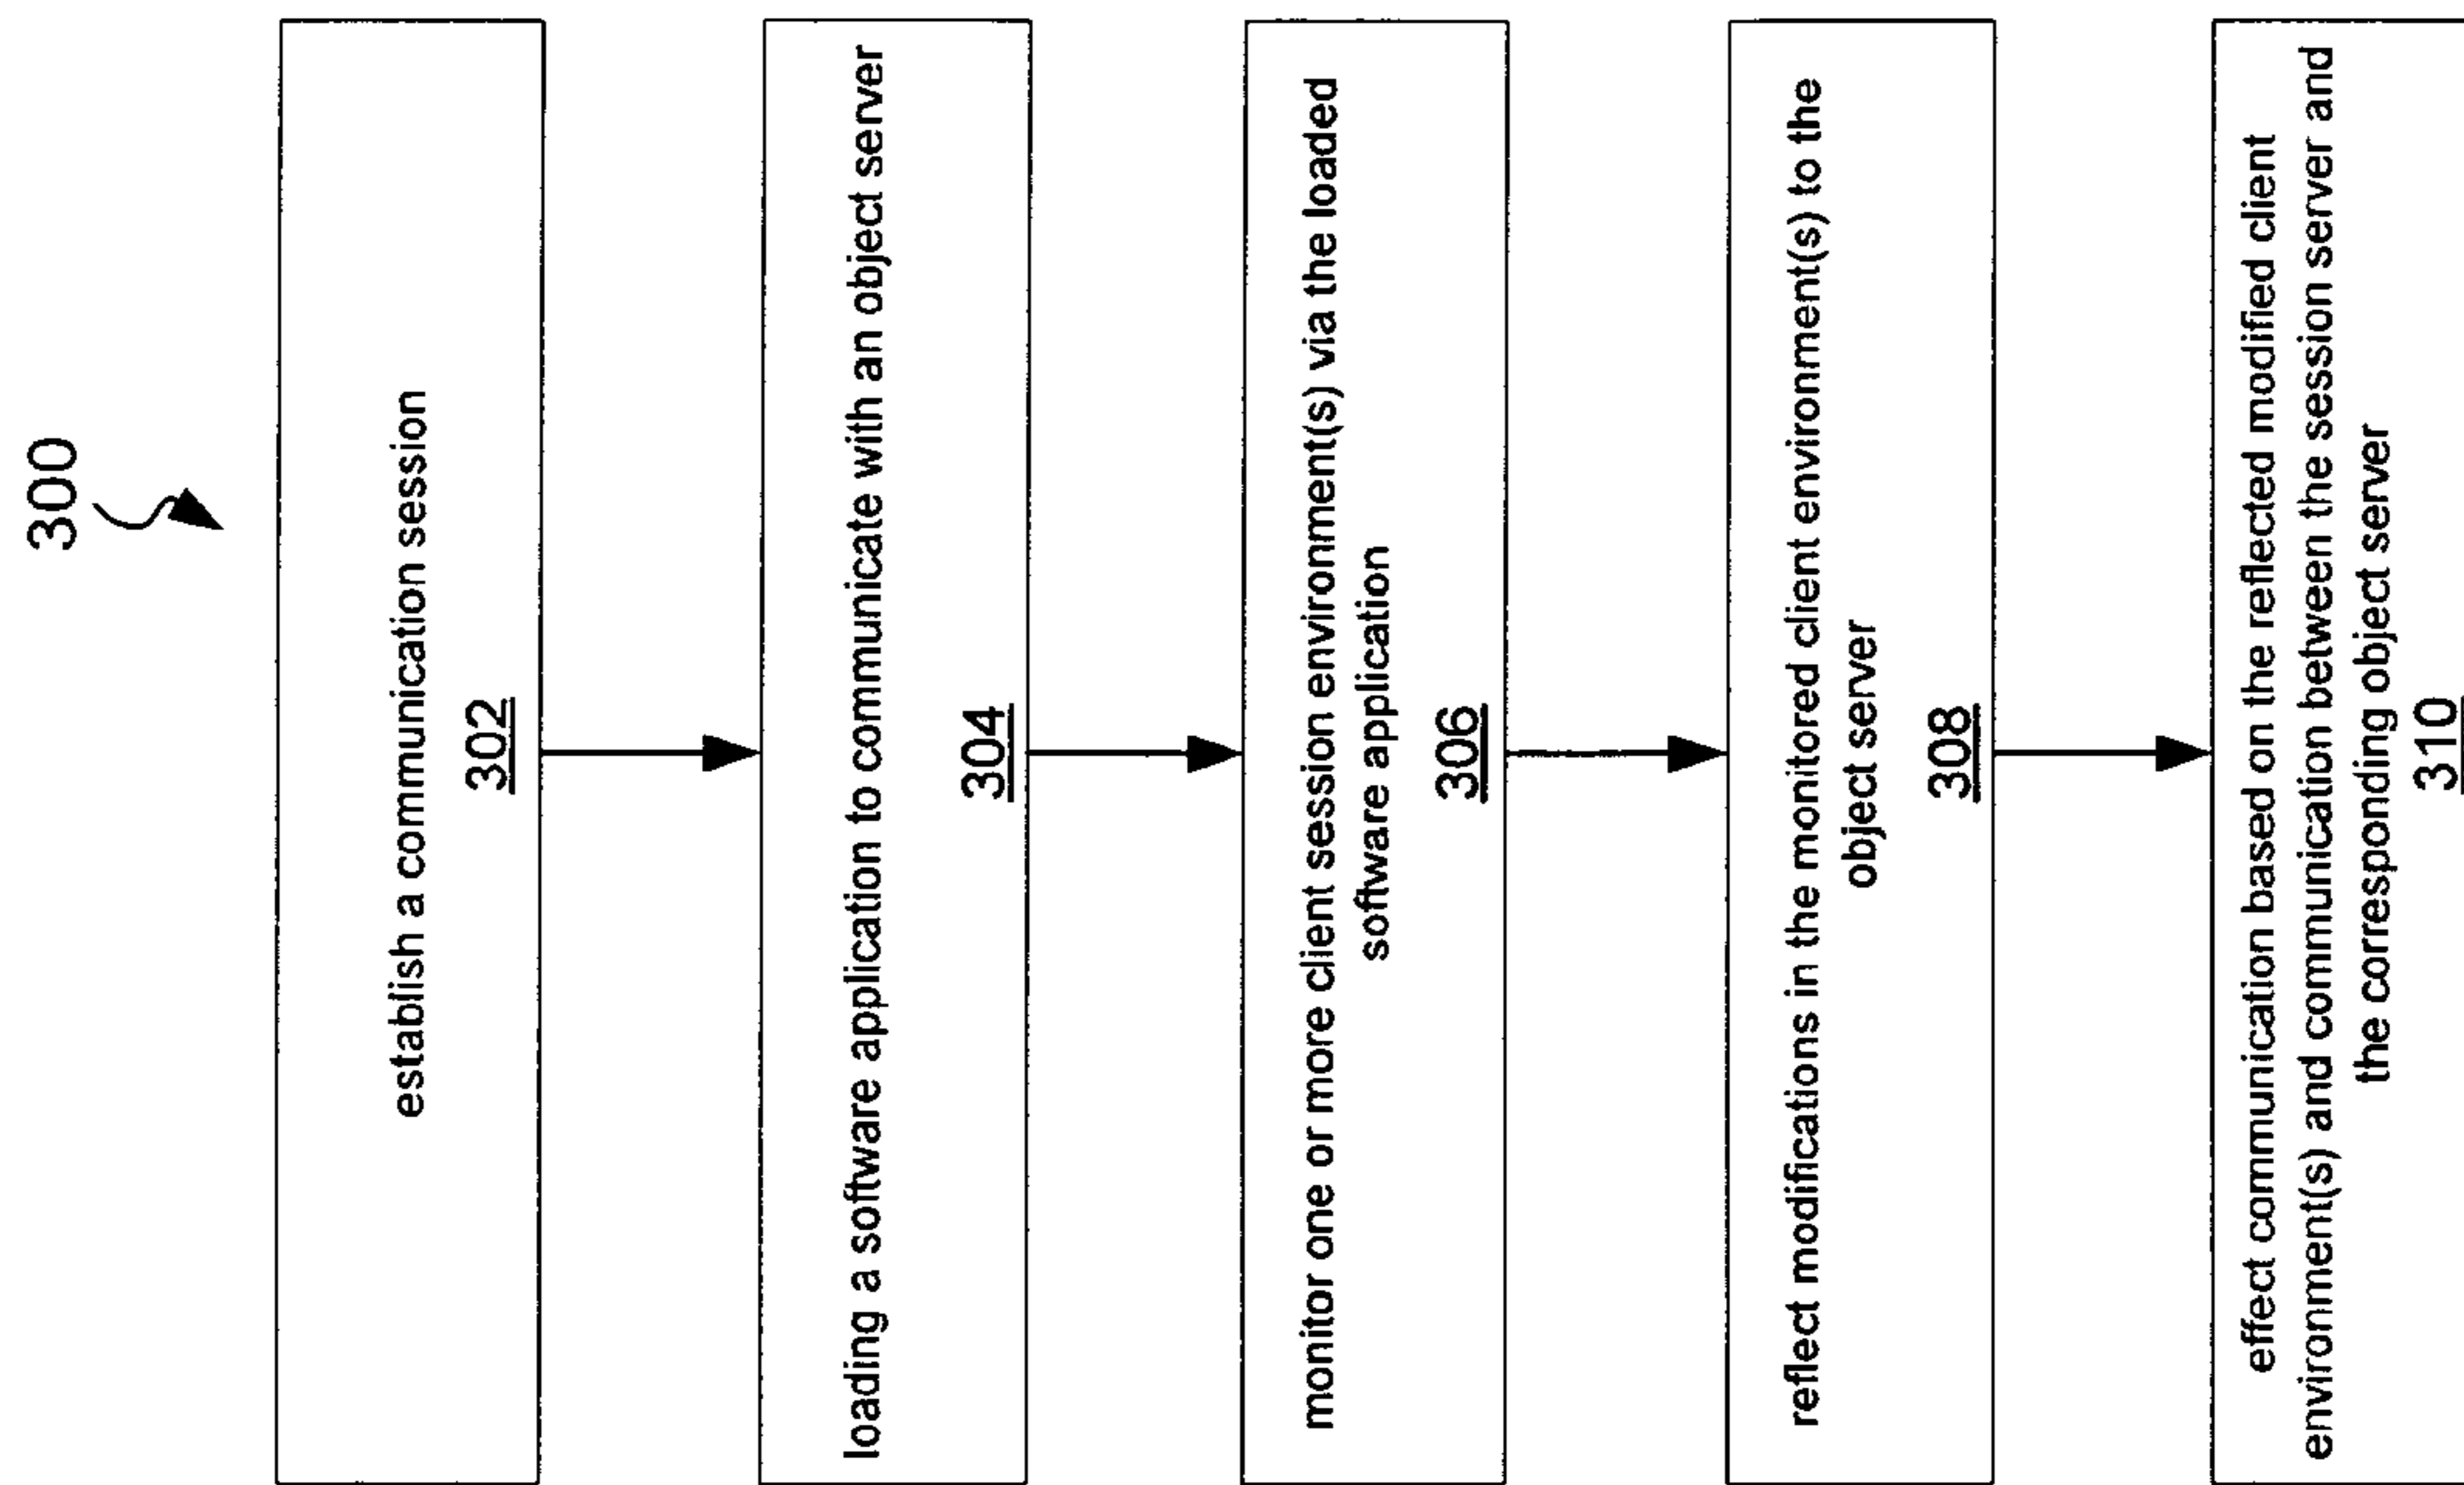 300
establish a communication session
302
loading a software application to communicate with an object server
304
monitor one or more client session environment(s) via the loaded
software application
306
reflect modifications in the monitored client environment(s) to the
object server
308
effect communication based on the reflected modified client
environment(s) and communication between the session server and
the corresponding object server
310